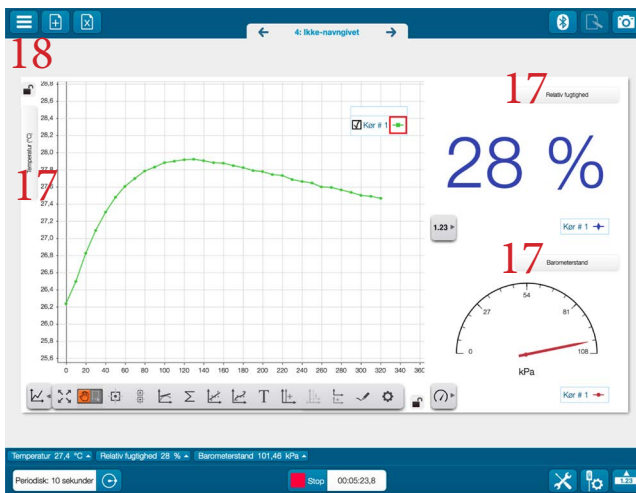 4: Ikke-navngivet
18
17
Relativ fugtighed
28 %
1.23
Kør # 1
17
Barometerstand
0
27
54
81
108
kPa
Kør # 1
17
Temperatur (°C)
28,8
28,6
28,4
28,2
28,0
27,8
27,6
27,4
27,2
27,0
26,8
26,6
26,4
26,2
26,0
25,8
25,6
Kør # 1
0 20 40 60 80 100 120 140 160 180 200 220 240 260 280 300 320 340 360
Σ T
Temperatur 27,4 °C Relativ fugtighed 28 % Barometerstand 101,46 kPa
Periodisk: 10 sekunder
Stop 00:05:23,8
1.23